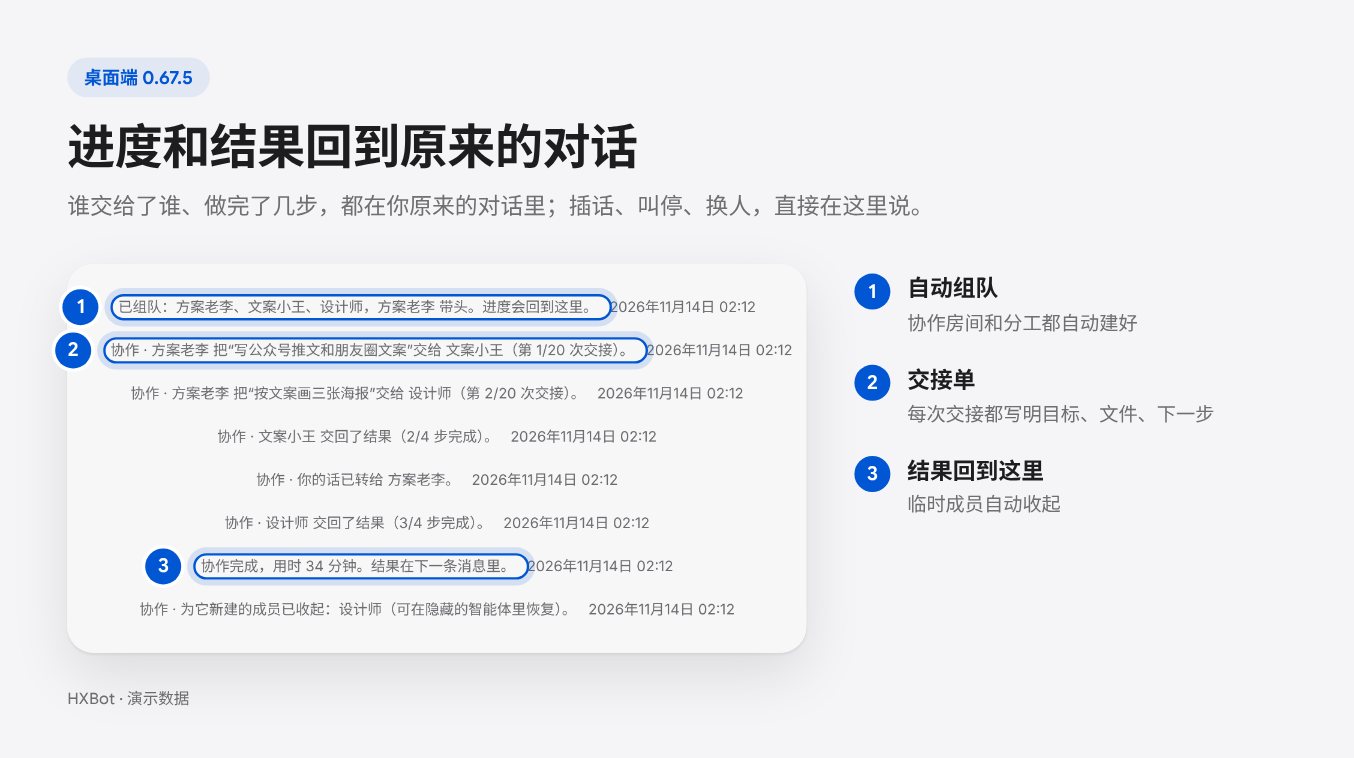 桌面端 0.67.5
进度和结果回到原来的对话
谁交给了谁、做完了几步，都在你原来的对话里；插话、叫停、换人，直接在这里说。
1 已组队：方案老李、文案小王、设计师，方案老李 带头。进度会回到这里。 2026年11月14日 02:12
2 协作 · 方案老李 把“写公众号推文和朋友圈文案”交给 文案小王（第 1/20 次交接）。 2026年11月14日 02:12
协作 · 方案老李 把“按文案画三张海报”交给 设计师（第 2/20 次交接）。 2026年11月14日 02:12
协作 · 文案小王 交回了结果（2/4 步完成）。 2026年11月14日 02:12
协作 · 你的话已转给 方案老李。 2026年11月14日 02:12
协作 · 设计师 交回了结果（3/4 步完成）。 2026年11月14日 02:12
3 协作完成，用时 34 分钟。结果在下一条消息里。 2026年11月14日 02:12
协作 · 为它新建的成员已收起：设计师（可在隐藏的智能体里恢复）。 2026年11月14日 02:12
1 自动组队
协作房间和分工都自动建好
2 交接单
每次交接都写明目标、文件、下一步
3 结果回到这里
临时成员自动收起
HXBot · 演示数据